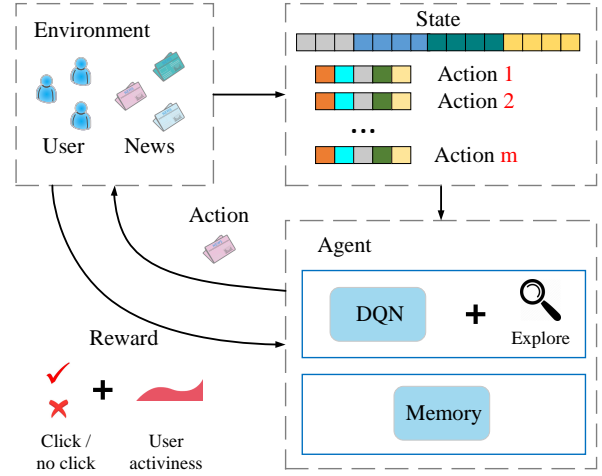 Environment
User
News
State
Action 1
Action 2
...
Action m
Action
Agent
DQN
+
Explore
Memory
Reward
+
Click /
no click
User
activiness